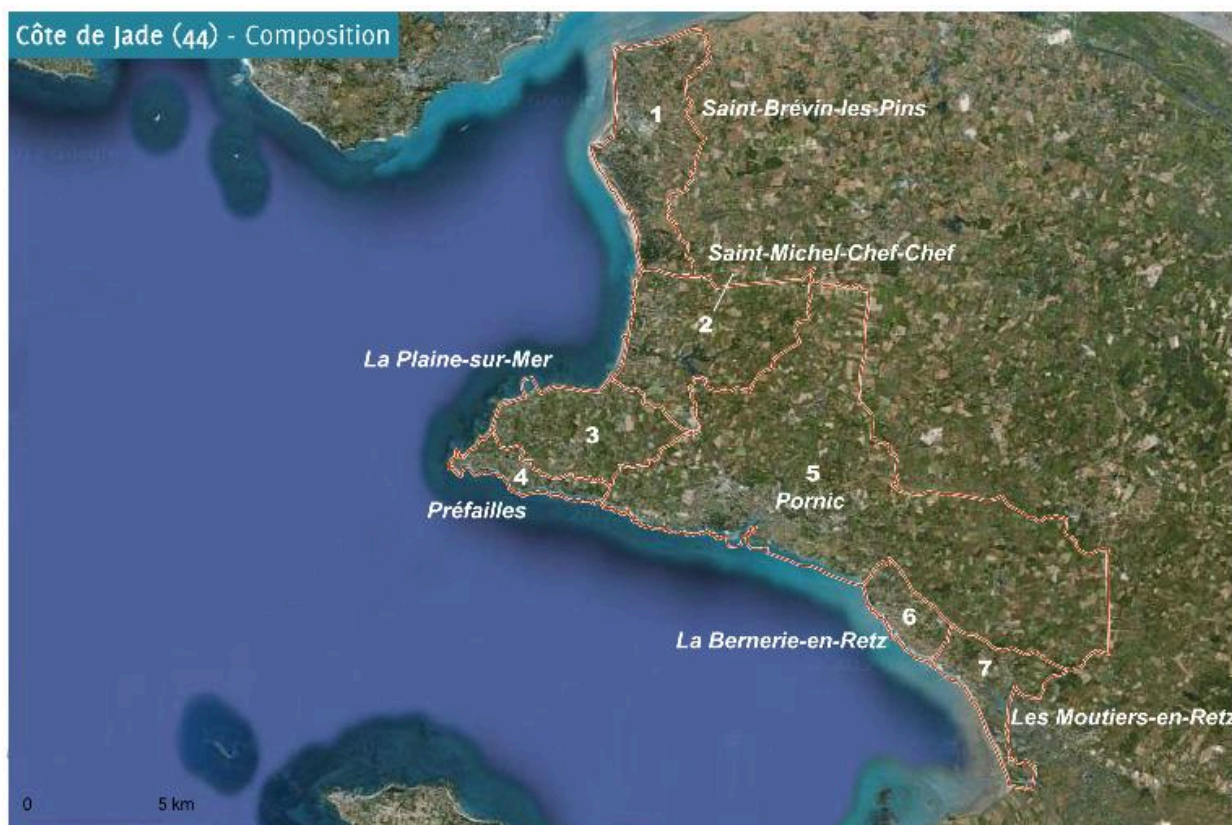 Côte de Jade (44) - Composition
1
Saint-Brévin-les-Pins
Saint-Michel-Chef-Chef
2
La Plaine-sur-Mer
3
4
Préfailles
5
Pornic
6
La Bernerie-en-Retz
7
Les Moutiers-en-Retz
0 5 km